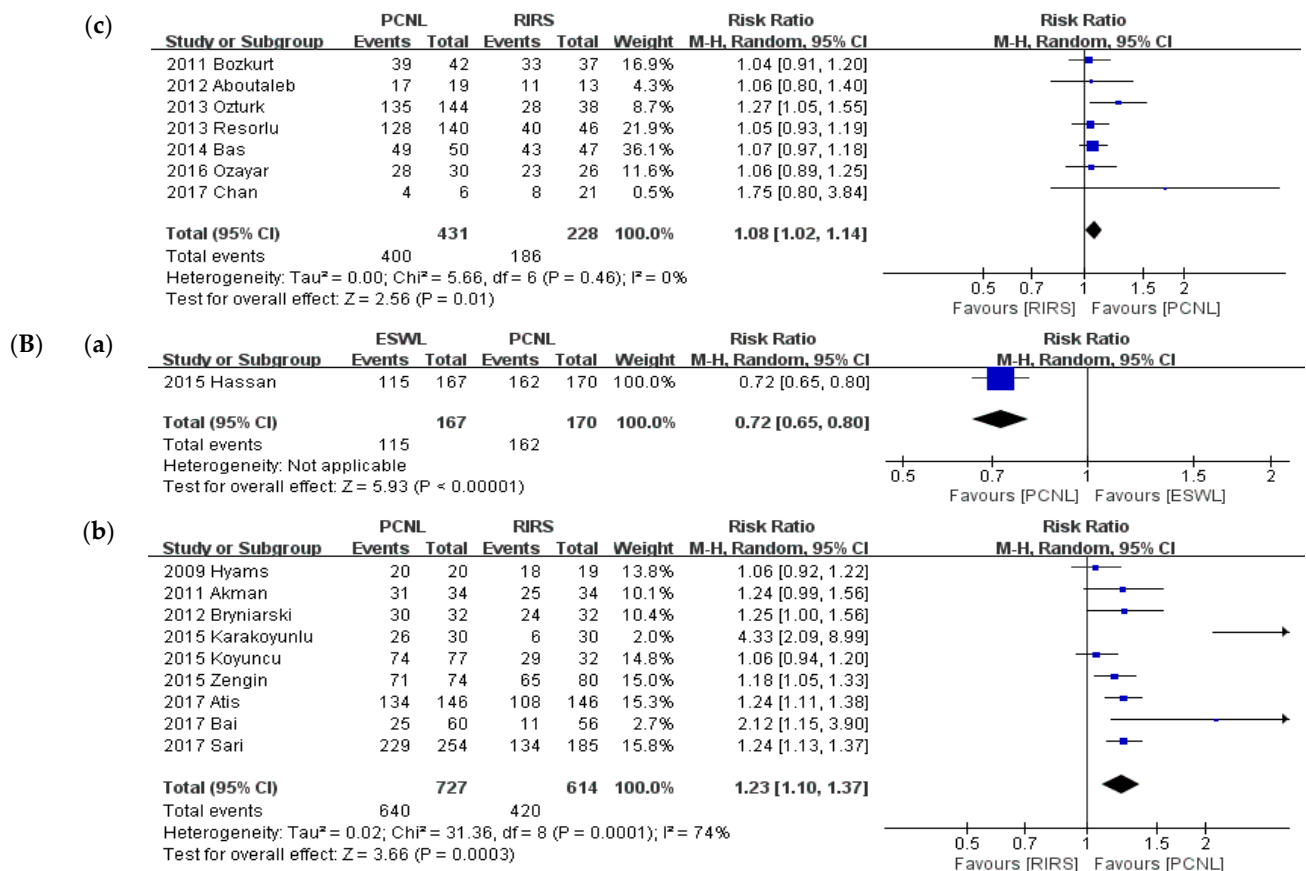 (c)
PCNL RIRS Risk Ratio Risk Ratio
Study or Subgroup Events Total Events Total Weight M-H, Random, 95% CI M-H, Random, 95% CI
2011 Bozkurt 39 42 33 37 16.9% 1.04 [0.91, 1.20]
2012 Aboutaleb 17 19 11 13 4.3% 1.06 [0.80, 1.40]
2013 Ozturk 135 144 28 38 8.7% 1.27 [1.05, 1.55]
2013 Resorlu 128 140 40 46 21.9% 1.05 [0.93, 1.19]
2014 Bas 49 50 43 47 36.1% 1.07 [0.97, 1.18]
2016 Ozayar 28 30 23 26 11.6% 1.06 [0.89, 1.25]
2017 Chan 4 6 8 21 0.5% 1.75 [0.80, 3.84]
Total (95% CI) 431 228 100.0% 1.08 [1.02, 1.14]
Total events 400 186
Heterogeneity: Tau² = 0.00; Chi² = 5.66, df = 6 (P = 0.46); I² = 0%
Test for overall effect: Z = 2.56 (P = 0.01)
0.5 0.7 1 1.5 2
Favours [RIRS] Favours [PCNL]
(B) (a)
ESWL PCNL Risk Ratio Risk Ratio
Study or Subgroup Events Total Events Total Weight M-H, Random, 95% CI M-H, Random, 95% CI
2015 Hassan 115 167 162 170 100.0% 0.72 [0.65, 0.80]
Total (95% CI) 167 170 100.0% 0.72 [0.65, 0.80]
Total events 115 162
Heterogeneity: Not applicable
Test for overall effect: Z = 5.93 (P < 0.00001)
0.5 0.7 1 1.5 2
Favours [PCNL] Favours [ESWL]
(b)
PCNL RIRS Risk Ratio Risk Ratio
Study or Subgroup Events Total Events Total Weight M-H, Random, 95% CI M-H, Random, 95% CI
2009 Hyams 20 20 18 19 13.8% 1.06 [0.92, 1.22]
2011 Akman 31 34 25 34 10.1% 1.24 [0.99, 1.56]
2012 Bryniarski 30 32 24 32 10.4% 1.25 [1.00, 1.56]
2015 Karakoyunlu 26 30 6 30 2.0% 4.33 [2.09, 8.99]
2015 Koyuncu 74 77 29 32 14.8% 1.06 [0.94, 1.20]
2015 Zengin 71 74 65 80 15.0% 1.18 [1.05, 1.33]
2017 Atis 134 146 108 146 15.3% 1.24 [1.11, 1.38]
2017 Bai 25 60 11 56 2.7% 2.12 [1.15, 3.90]
2017 Sari 229 254 134 185 15.8% 1.24 [1.13, 1.37]
Total (95% CI) 727 614 100.0% 1.23 [1.10, 1.37]
Total events 640 420
Heterogeneity: Tau² = 0.02; Chi² = 31.36, df = 8 (P = 0.0001); I² = 74%
Test for overall effect: Z = 3.66 (P = 0.0003)
0.5 0.7 1 1.5 2
Favours [RIRS] Favours [PCNL]